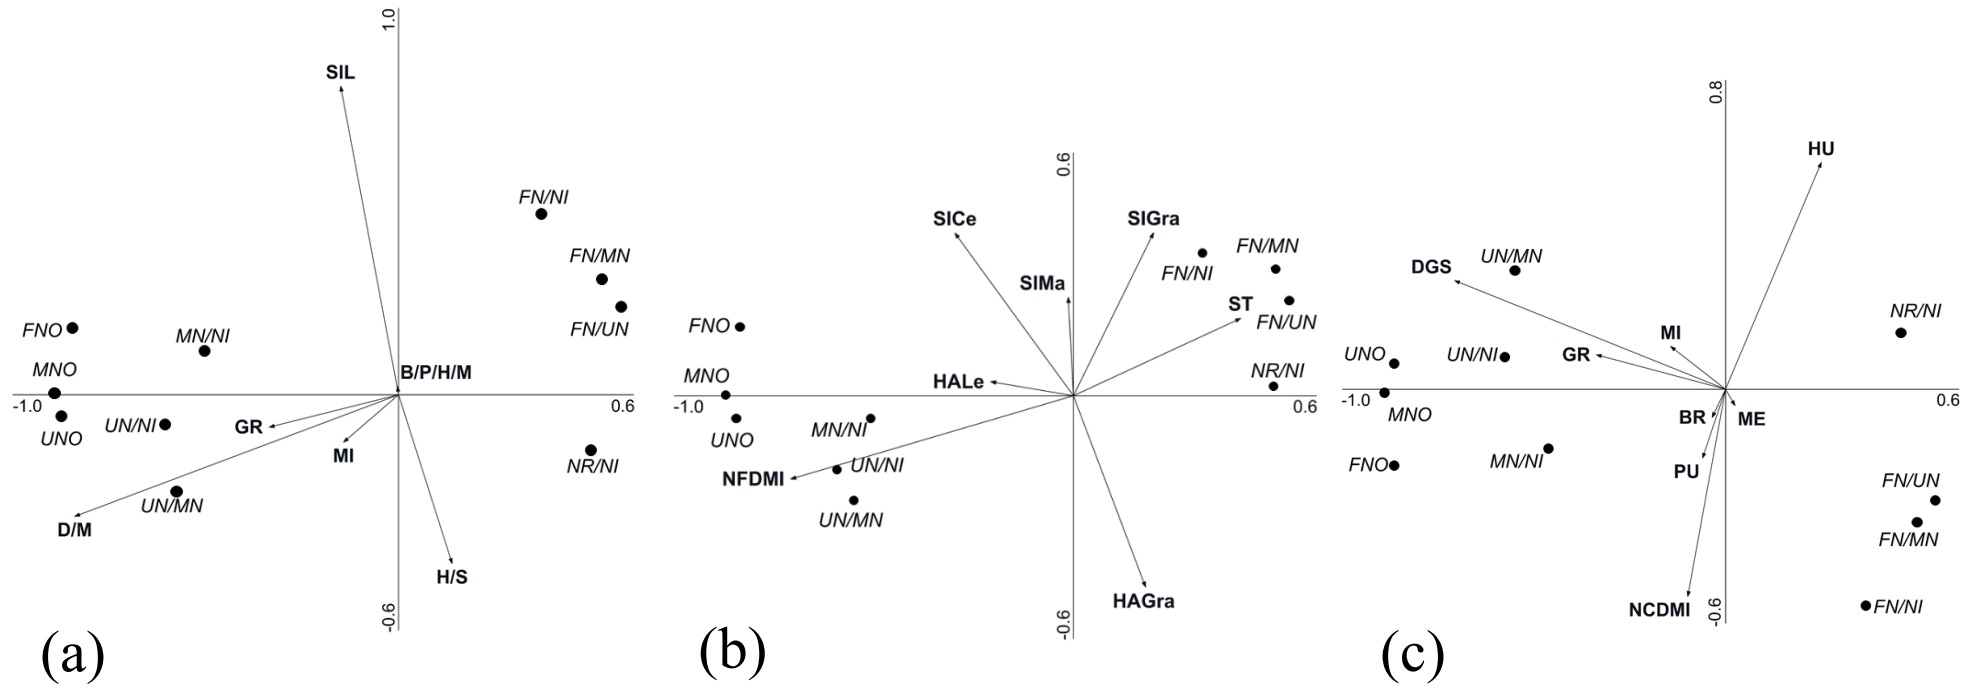 1.0
SIL
FN/NI
FN/MN
FN/UN
FNO
MN/NI
MNO
B/P/H/M
-1.0
0.6
UNO
UN/NI
GR
MI
NR/NI
UN/MN
D/M
H/S
-0.6
(a)
0.6
SICe
SIGra
FN/MN
FN/NI
SIMa
ST
FN/UN
FNO
NR/NI
MNO
HALe
-1.0
0.6
UNO
MN/NI
UN/NI
NFDMI
UN/MN
HAGra
-0.6
(b)
0.8
HU
UN/MN
DGS
NR/NI
MI
UNO
UN/NI
GR
-1.0
0.6
MNO
BR
ME
FNO
MN/NI
PU
FN/UN
FN/MN
NCDMI
FN/NI
-0.6
(c)